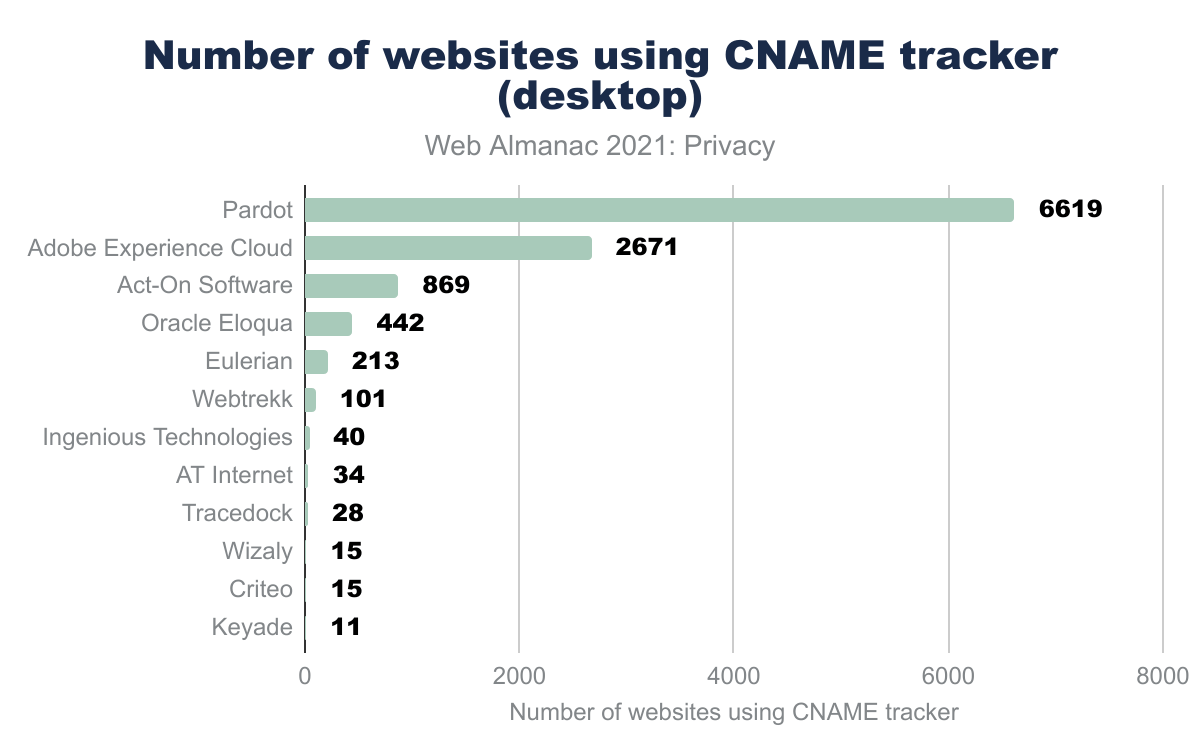 Number of websites using CNAME tracker
(desktop)
Web Almanac 2021: Privacy
Pardot 6619
Adobe Experience Cloud 2671
Act-On Software 869
Oracle Eloqua 442
Eulerian 213
Webtrekk 101
Ingenious Technologies 40
AT Internet 34
Tracedock 28
Wizaly 15
Criteo 15
Keyade 11
0 2000 4000 6000 8000
Number of websites using CNAME tracker